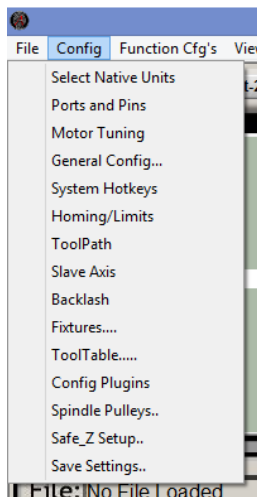 File Config Function Cfg's
Select Native Units
Ports and Pins
Motor Tuning
General Config...
System Hotkeys
Homing/Limits
ToolPath
Slave Axis
Backlash
Fixtures....
ToolTable.....
Config Plugins
Spindle Pulleys..
Safe_Z Setup..
Save Settings..
File: No File Loaded